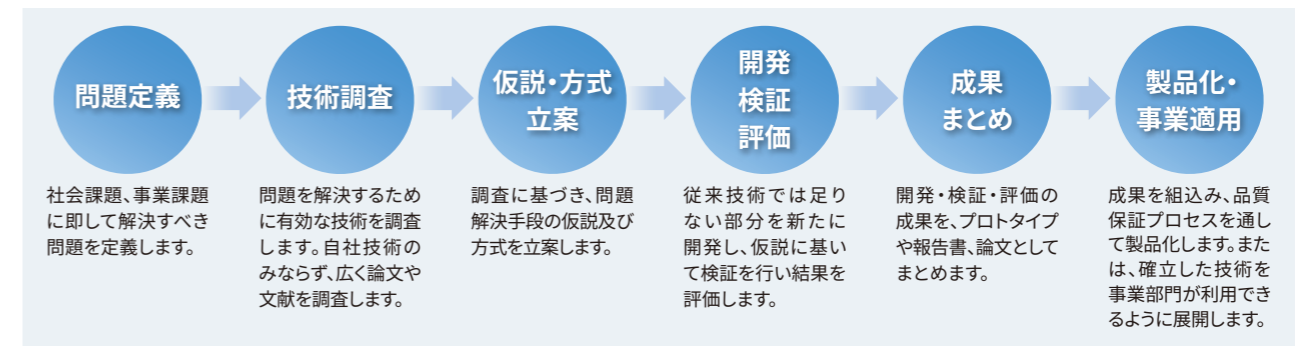 問題定義
社会課題、事業課題
に即して解決すべき
問題を定義します。
技術調査
問題を解決するため
に有効な技術を調査
します。自社技術の
みならず、広く論文や
文献を調査します。
仮説・方式
立案
調査に基づき、問題
解決手段の仮説及び
方式を立案します。
開発
検証
評価
従来技術では足り
ない部分を新たに
開発し、仮説に基い
て検証を行い結果を
評価します。
成果
まとめ
開発・検証・評価の
成果を、プロトタイプ
や報告書、論文として
まとめます。
製品化・
事業適用
成果を組込み、品質
保証プロセスを通し
て製品化します。また
は、確立した技術を
事業部門が利用でき
るように展開します。